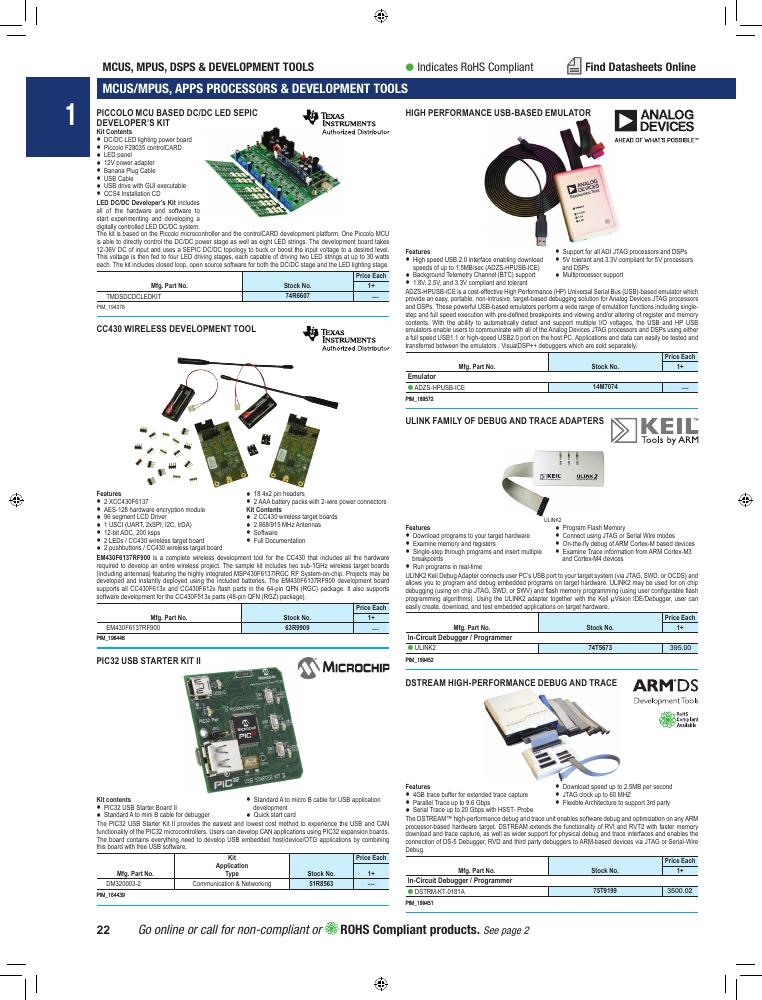 MCUS, MPUS, DSPS & DEVELOPMENT TOOLS
Indicates RoHS Compliant
Find Datasheets Online
1
MCUS/MPUS, APPS PROCESSORS & DEVELOPMENT TOOLS
PICCOLO MCU BASED DC/DC LED SEPIC
DEVELOPER'S KIT
TEXAS
INSTRUMENTS
Authorized Distributor
Kit Contents
• DC/DC LED lighting power board
• Piccolo F28035 controlCARD
• LED panel
• 12V power adapter
• Banana Plug Cable
• USB Cable
• USB drive with GUI executable
• CCS4 Installation CD
LED DC/DC Developer's Kit includes
all of the hardware and software to
start experimenting and developing a
digitally controlled LED DC/DC system.
The kit is based on the Piccolo microcontroller and the controlCARD development platform. One Piccolo MCU
is able to directly control the DC/DC power stage as well as eight LED strings. The development board takes
12-36V DC of input and uses a SEPIC DC/DC topology to buck or boost the input voltage to a desired level.
This voltage is then fed to four LED driving stages, each capable of driving two LED strings at up to 30 watts
each. The kit includes closed loop, open source software for both the DC/DC stage and the LED lighting stage.
Price Each
Mfg. Part No. Stock No. 1+
TMDSDCDCLEDKIT 74R6607 ---
PIM_194376
CC430 WIRELESS DEVELOPMENT TOOL
TEXAS
INSTRUMENTS
Authorized Distributor
Features
• 2 XCC430F6137
• AES-128 hardware encryption module
• 96 segment LCD Driver
• 1 USCI (UART, 2xSPI, I2C, IrDA)
• 12-bit ADC, 200 ksps
• 2 LEDs / CC430 wireless target board
• 2 pushbuttons / CC430 wireless target board
• 18 4x2 pin headers
• 2 AAA battery packs with 2-wire power connectors
Kit Contents
• 2 CC430 wireless target boards
• 2 868/915 MHz Antennas
• Software
• Full Documentation
EM430F6137RF900 is a complete wireless development tool for the CC430 that includes all the hardware
required to develop an entire wireless project. The sample kit includes two sub-1GHz wireless target boards
(including antennas) featuring the highly integrated MSP430F6137IRGC RF System-on-chip. Projects may be
developed and instantly deployed using the included batteries. The EM430F6137RF900 development board
supports all CC430F613x and CC430F612x flash parts in the 64-pin QFN (RGC) package. It also supports
software development for the CC430F513x parts (48-pin QFN (RGZ) package).
Price Each
Mfg. Part No. Stock No. 1+
EM430F6137RF900 63R9909 ---
PIM_196448
PIC32 USB STARTER KIT II
MICROCHIP
Kit contents
• PIC32 USB Starter Board II
• Standard A to mini B cable for debugger
• Standard A to micro B cable for USB application
development
• Quick start card
The PIC32 USB Starter Kit II provides the easiest and lowest cost method to experience the USB and CAN
functionality of the PIC32 microcontrollers. Users can develop CAN applications using PIC32 expansion boards.
The board contains everything need to develop USB embedded host/device/OTG applications by combining
this board with free USB software.
Kit
Application
Type
Price Each
Mfg. Part No. Stock No. 1+
DM320003-2 Communication & Networking 51R8563 ---
PIM_164439
HIGH PERFORMANCE USB-BASED EMULATOR
ANALOG
DEVICES
AHEAD OF WHAT'S POSSIBLE™
Features
• High speed USB 2.0 interface enabling download
speeds of up to 1.5MB/sec (ADZS-HPUSB-ICE)
• Background Telemetry Channel (BTC) support
• 1.8V, 2.5V, and 3.3V compliant and tolerant
• Support for all ADI JTAG processors and DSPs
• 5V tolerant and 3.3V compliant for 5V processors
and DSPs
• Multiprocessor support
ADZS-HPUSB-ICE is a cost-effective High Performance (HP) Universal Serial Bus (USB)-based emulator which
provide an easy, portable, non-intrusive, target-based debugging solution for Analog Devices JTAG processors
and DSPs. These powerful USB-based emulators perform a wide range of emulation functions including single-
step and full speed execution with pre-defined breakpoints and viewing and/or altering of register and memory
contents. With the ability to automatically detect and support multiple I/O voltages, the USB and HP USB
emulators enable users to communicate with all of the Analog Devices JTAG processors and DSPs using either
a full speed USB1.1 or high-speed USB2.0 port on the host PC. Applications and data can easily be tested and
transferred between the emulators , VisualDSP++ debuggers which are sold separately.
Price Each
Mfg. Part No. Stock No. 1+
Emulator
ADZS-HPUSB-ICE 14M7074 ---
PIM_189572
ULINK FAMILY OF DEBUG AND TRACE ADAPTERS
KEIL
Tools by ARM
KEIL ULINK2
ULINK2
Features
• Download programs to your target hardware
• Examine memory and registers
• Single-step through programs and insert multiple
breakpoints
• Run programs in real-time
• Program Flash Memory
• Connect using JTAG or Serial Wire modes
• On-the-fly debug of ARM Cortex-M based devices
• Examine Trace information from ARM Cortex-M3
and Cortex-M4 devices
ULINK2 Keil Debug Adapter connects user PC's USB port to your target system (via JTAG, SWD, or OCDS) and
allows you to program and debug embedded programs on target hardware. ULINK2 may be used for on chip
debugging (using on chip JTAG, SWD, or SWV) and flash memory programming (using user configurable flash
programming algorithms). Using the ULINK2 adapter together with the Keil µVision IDE/Debugger, user can
easily create, download, and test embedded applications on target hardware.
Price Each
Mfg. Part No. Stock No. 1+
In-Circuit Debugger / Programmer
ULINK2 74T5673 395.00
PIM_199452
DSTREAM HIGH-PERFORMANCE DEBUG AND TRACE
ARM DS
Development Tools
RoHS
Compliant
Available
Features
• 4GB trace buffer for extended trace capture
• Parallel Trace up to 9.6 Gbps
• Serial Trace up to 20 Gbps with HSST- Probe
• Download speed up to 2.5MB per second
• JTAG clock up to 60 MHZ
• Flexible Architecture to support 3rd party
The DSTREAM™ high-performance debug and trace unit enables software debug and optimization on any ARM
processor-based hardware target. DSTREAM extends the functionality of RVI and RVT2 with faster memory
download and trace capture, as well as wider support for physical debug and trace interfaces and enables the
connection of DS-5 Debugger, RVD and third party debuggers to ARM-based devices via JTAG or Serial-Wire
Debug.
Price Each
Mfg. Part No. Stock No. 1+
In-Circuit Debugger / Programmer
DSTRM-KT-0181A 75T9199 3500.02
PIM_199451
22 Go online or call for non-compliant or ROHS Compliant products. See page 2